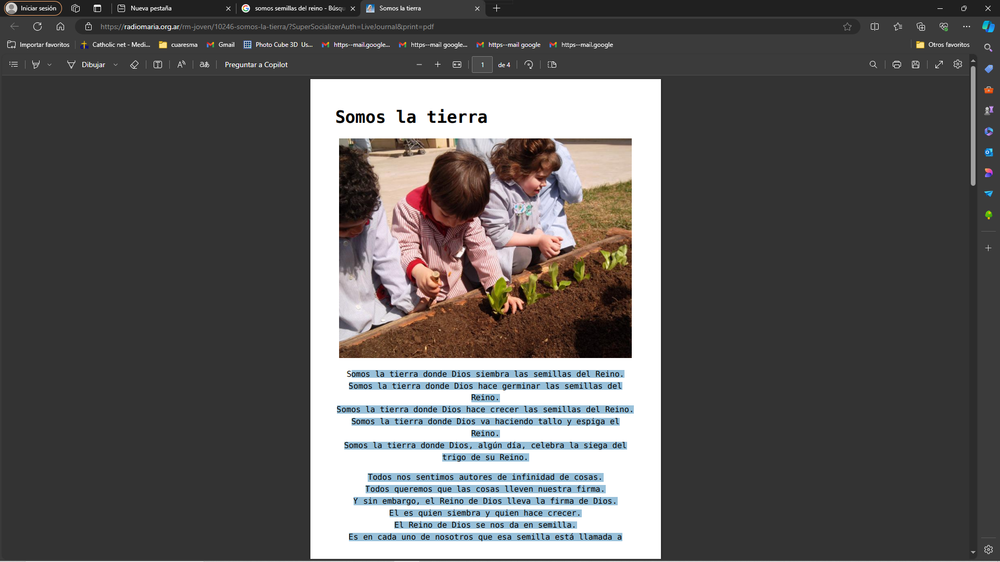 Iniciar sesión
Nueva pestaña
somos semillas del reino - Búsqu
Somos la tierra
https://radiomaria.org.ar/rm-joven/10246-somos-la-tierra/?SuperSocializerAuth=LiveJournal&print=pdf
Importar favoritos
Catholic net - Medi...
cuaresma
Gmail
Photo Cube 3D Us...
https--mail.google...
https--mail google...
https--mail google
https--mail.google
Otros favoritos
Dibujar
Preguntar a Copilot
1 de 4
Somos la tierra
Somos la tierra donde Dios siembra las semillas del Reino.
Somos la tierra donde Dios hace germinar las semillas del
Reino.
Somos la tierra donde Dios hace crecer las semillas del Reino.
Somos la tierra donde Dios va haciendo tallo y espiga el
Reino.
Somos la tierra donde Dios, algún día, celebra la siega del
trigo de su Reino.
Todos nos sentimos autores de infinidad de cosas.
Todos queremos que las cosas lleven nuestra firma.
Y sin embargo, el Reino de Dios lleva la firma de Dios.
El es quien siembra y quien hace crecer.
El Reino de Dios se nos da en semilla.
Es en cada uno de nosotros que esa semilla está llamada a